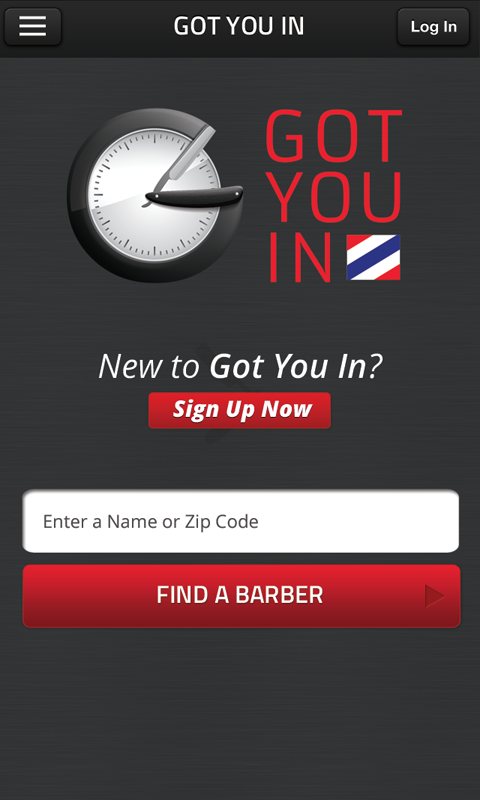 GOT YOU IN
Log In
GOT
YOU
IN
New to Got You In?
Sign Up Now
Enter a Name or Zip Code
FIND A BARBER